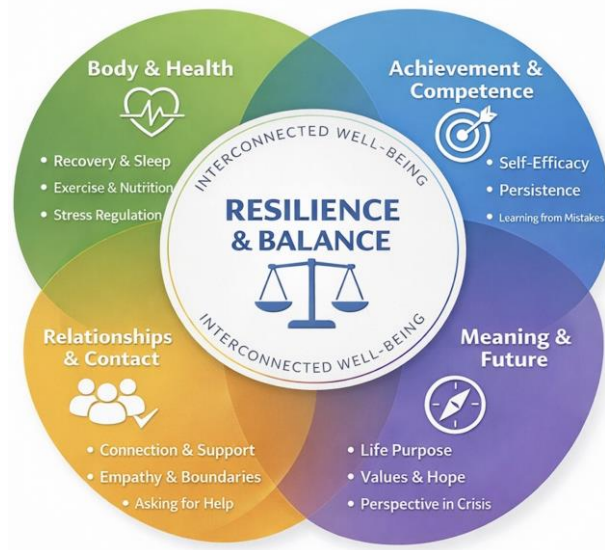 Body & Health
• Recovery & Sleep
• Exercise & Nutrition
• Stress Regulation
Achievement &
Competence
• Self-Efficacy
• Persistence
• Learning from Mistakes
INTERCONNECTED WELL-BEING
RESILIENCE
& BALANCE
INTERCONNECTED WELL-BEING
Relationships
& Contact
• Connection & Support
• Empathy & Boundaries
• Asking for Help
Meaning &
Future
• Life Purpose
• Values & Hope
• Perspective in Crisis